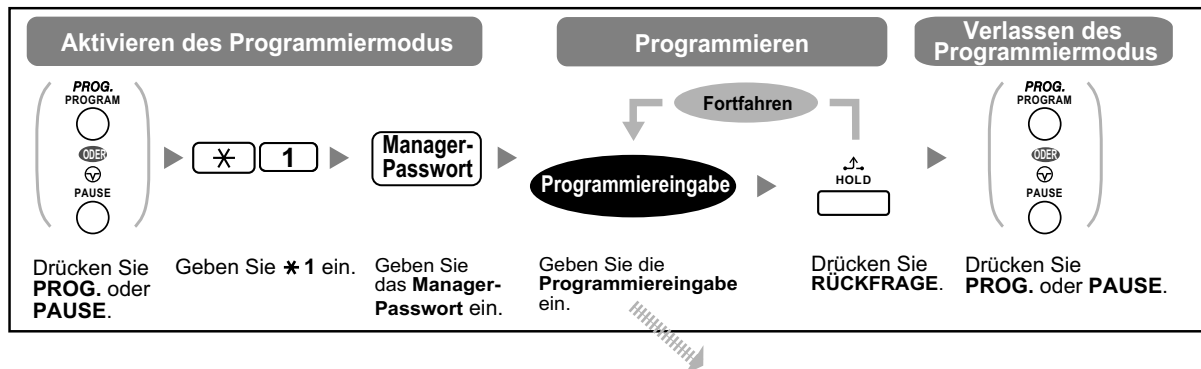 Aktivieren des Programmiermodus
Programmieren
Verlassen des
Programmiermodus
PROG.
PROGRAM
ODER
PAUSE
* 1
Manager-
Passwort
Fortfahren
Programmiereingabe
HOLD
PROG.
PROGRAM
ODER
PAUSE
Drücken Sie
PROG. oder
PAUSE.
Geben Sie * 1 ein.
Geben Sie
das Manager-
Passwort ein.
Geben Sie die
Programmiereingabe
ein.
Drücken Sie
RÜCKFRAGE.
Drücken Sie
PROG. oder PAUSE.